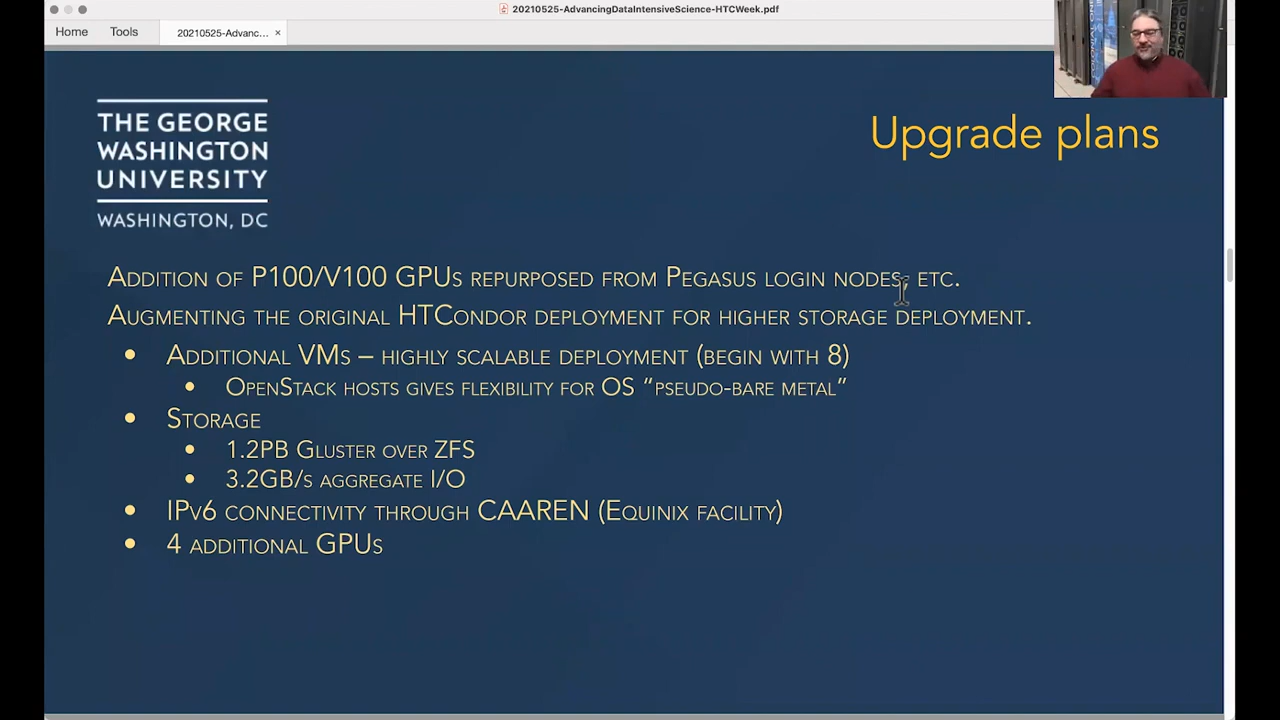 20210525-AdvancingDataIntensiveScience-HTCWeek.pdf
Home Tools 20210525-Advanc... ×
THE GEORGE
WASHINGTON
UNIVERSITY
WASHINGTON, DC
Upgrade plans
Addition of P100/V100 GPUs repurposed from Pegasus login nodes, etc.
Augmenting the original HTCondor deployment for higher storage deployment.
• Additional VMs – highly scalable deployment (begin with 8)
• OpenStack hosts gives flexibility for OS “pseudo-bare metal”
• Storage
• 1.2PB Gluster over ZFS
• 3.2GB/s aggregate I/O
• IPv6 connectivity through CAAREN (Equinix facility)
• 4 additional GPUs